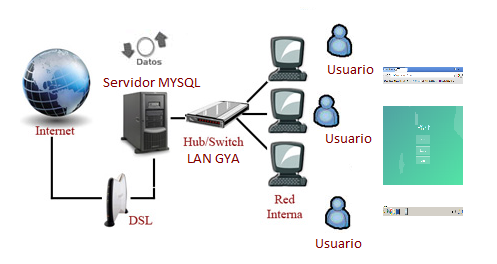 Datos
Servidor MYSQL
Usuario
Internet
Hub/Switch
LAN GYA
Usuario
DSL
Red
Interna
Usuario